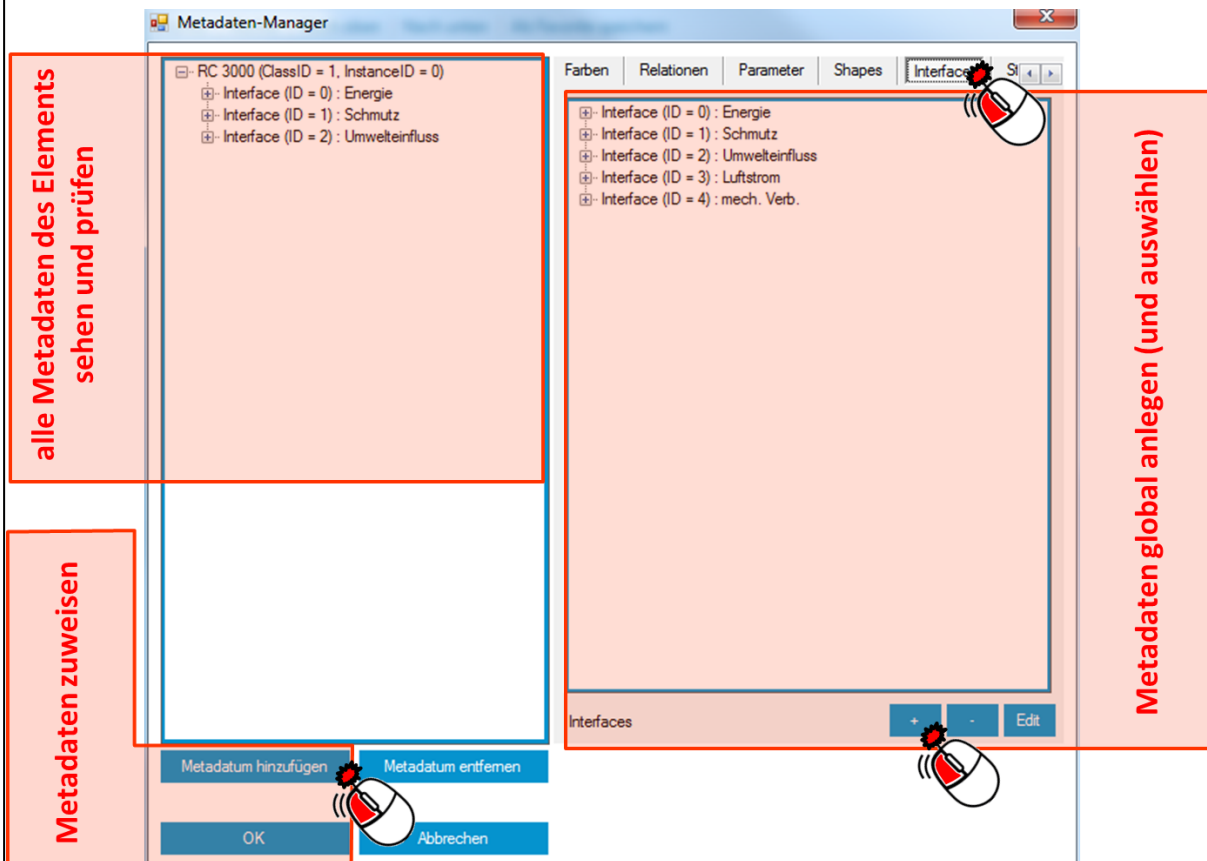 Metadaten-Manager
alle Metadaten des Elements
sehen und prüfen
RC 3000 (ClassID = 1, InstanceID = 0)
Interface (ID = 0) : Energie
Interface (ID = 1) : Schmutz
Interface (ID = 2) : Umwelteinfluss
Farben Relationen Parameter Shapes Interface
Interface (ID = 0) : Energie
Interface (ID = 1) : Schmutz
Interface (ID = 2) : Umwelteinfluss
Interface (ID = 3) : Luftstrom
Interface (ID = 4) : mech. Verb.
Metadaten global anlegen (und auswählen)
Interfaces
+ - Edit
Metadaten zuweisen
Metadatum hinzufügen Metadatum entfernen
OK Abbrechen